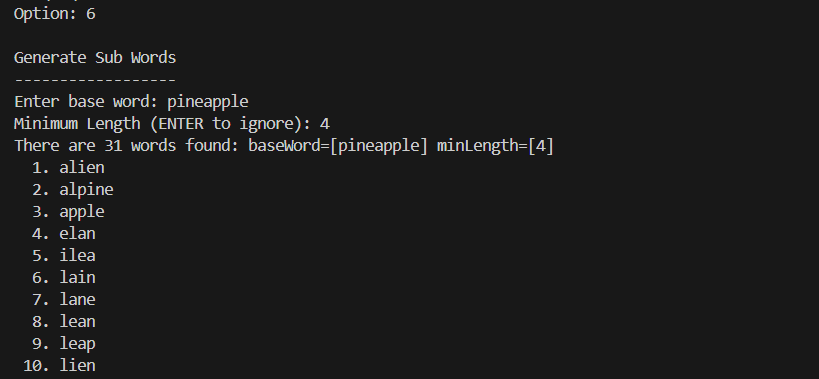 Option: 6
Generate Sub Words
------------------
Enter base word: pineapple
Minimum Length (ENTER to ignore): 4
There are 31 words found: baseWord=[pineapple] minLength=[4]
1. alien
2. alpine
3. apple
4. elan
5. ilea
6. lain
7. lane
8. lean
9. leap
10. lien